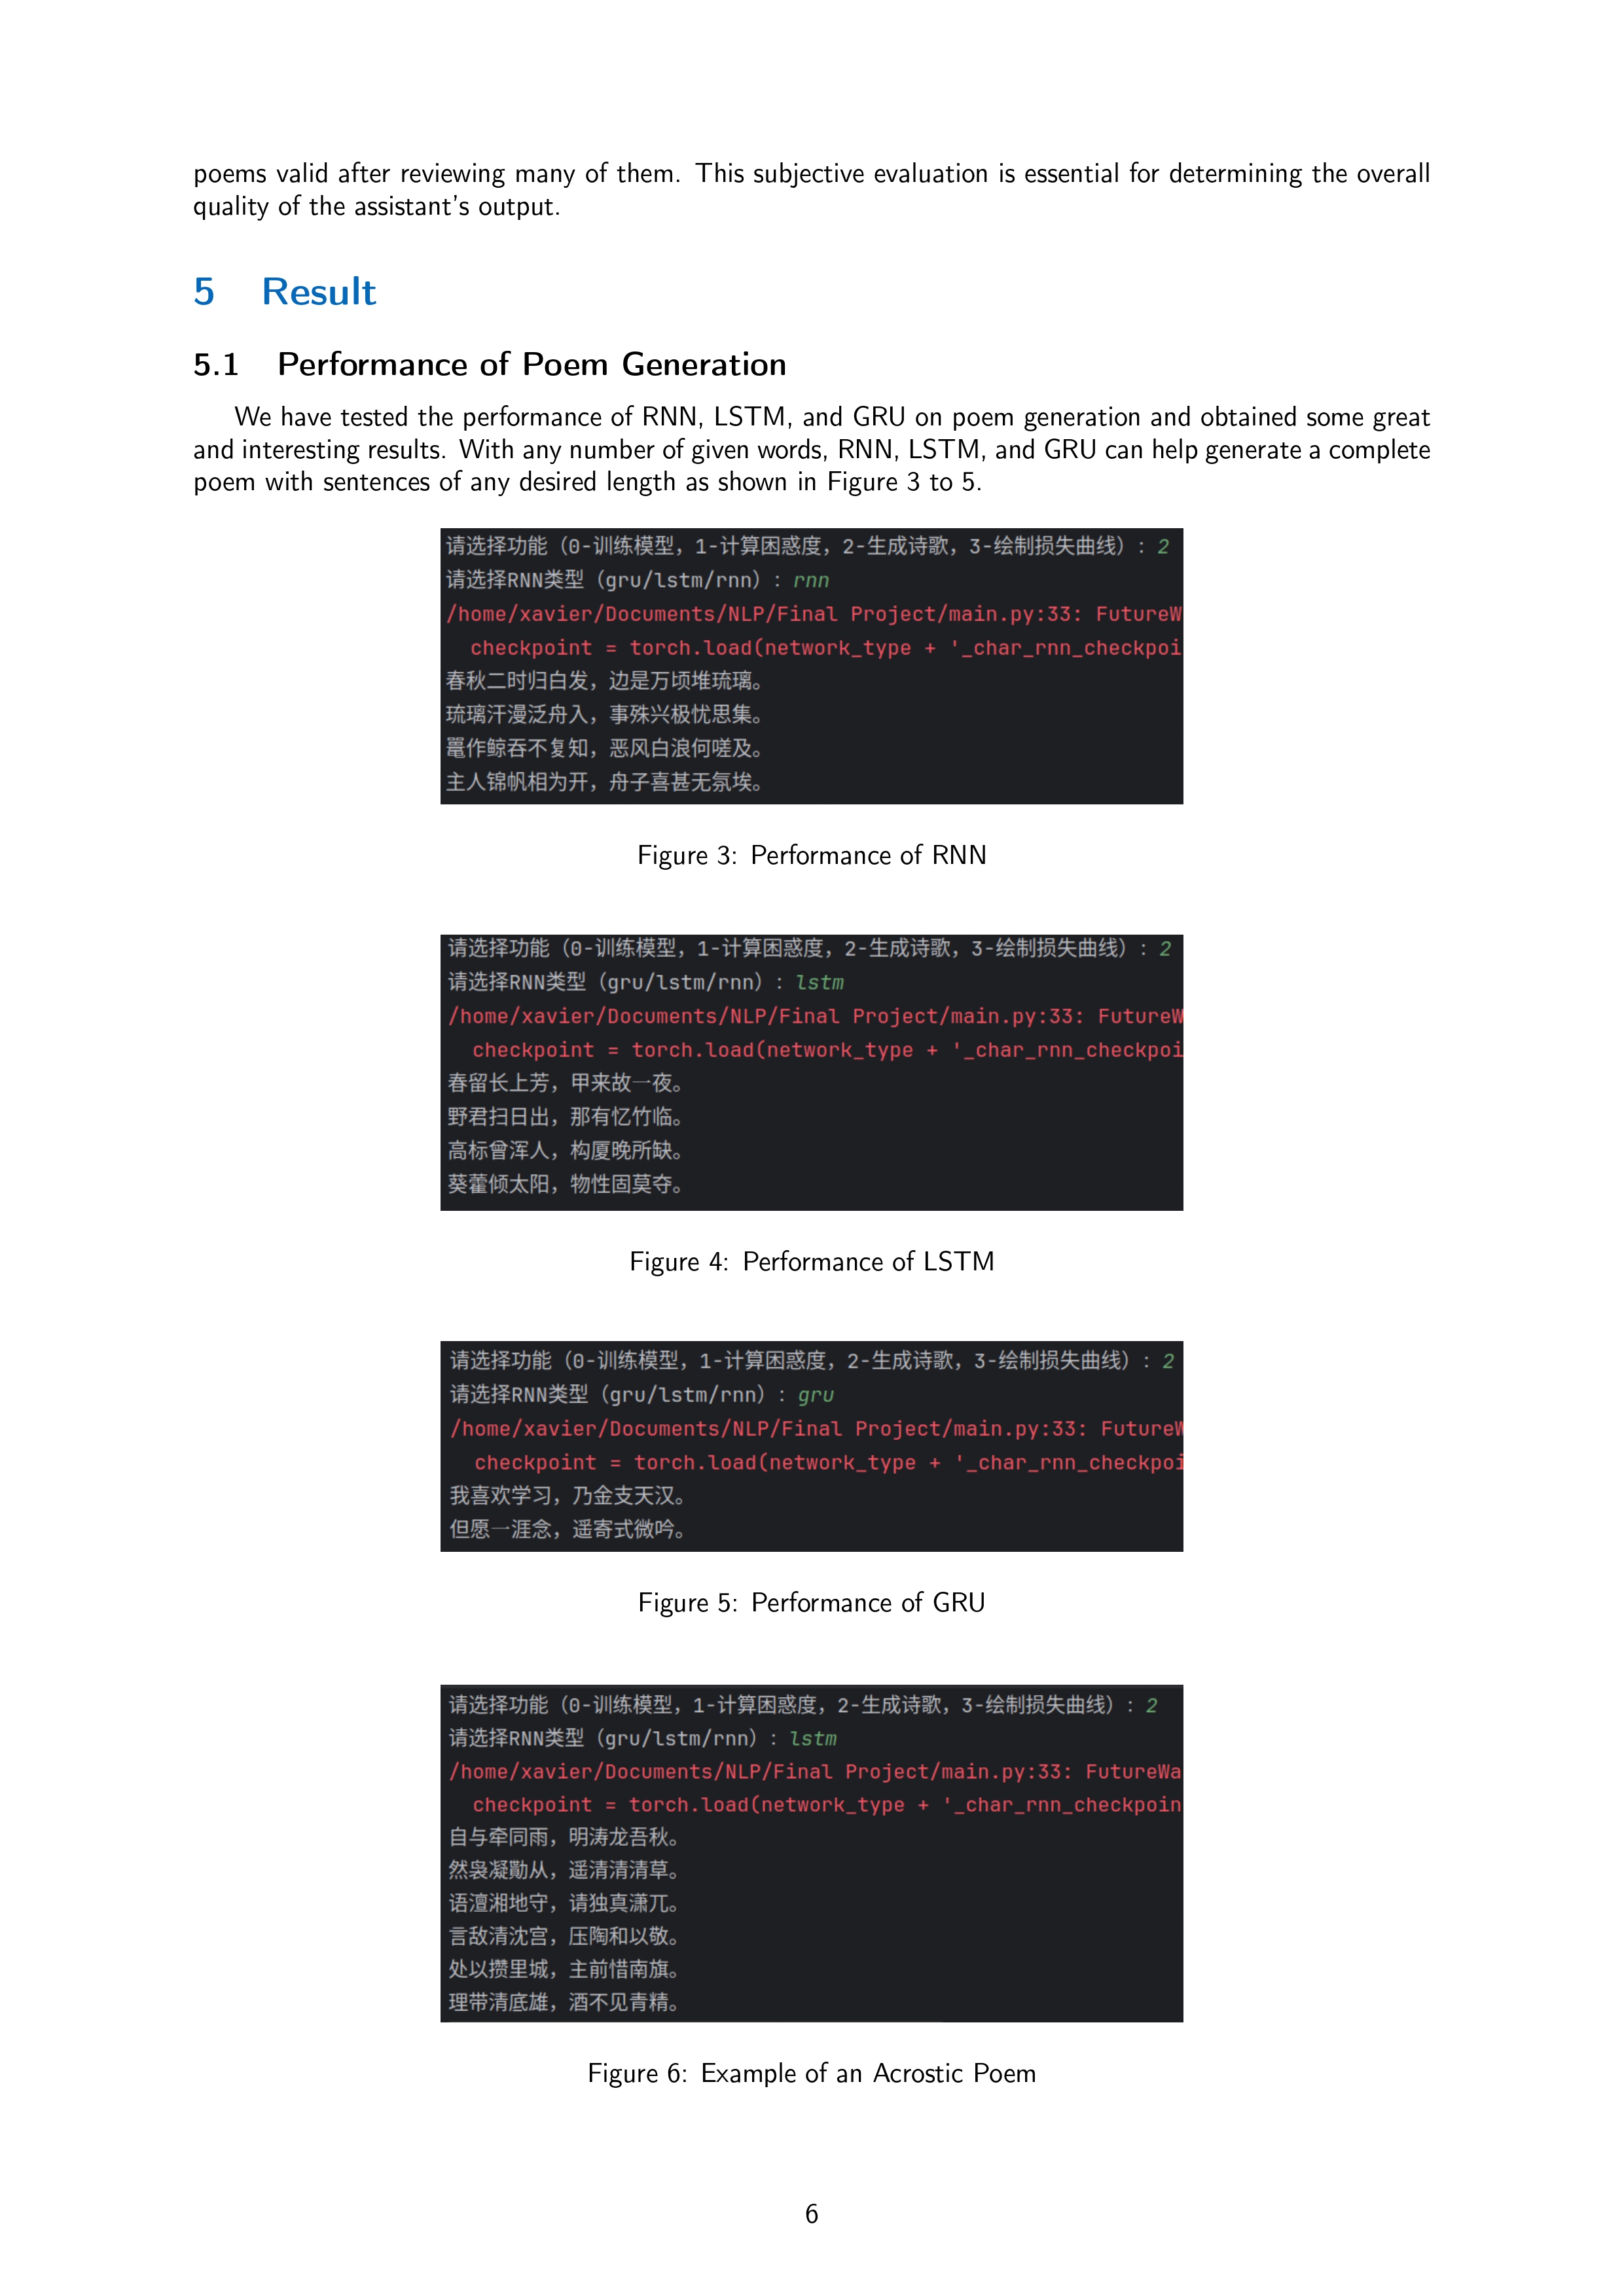 poems valid after reviewing many of them. This subjective evaluation is essential for determining the overall
quality of the assistant's output.
5 Result
5.1 Performance of Poem Generation
We have tested the performance of RNN, LSTM, and GRU on poem generation and obtained some great
and interesting results. With any number of given words, RNN, LSTM, and GRU can help generate a complete
poem with sentences of any desired length as shown in Figure 3 to 5.
请选择功能（0-训练模型，1-计算困惑度，2-生成诗歌，3-绘制损失曲线）：2
请选择RNN类型（gru/lstm/rnn）：rnn
/home/xavier/Documents/NLP/Final Project/main.py:33: FutureW
checkpoint = torch.load(network_type + '_char_rnn_checkpoi
春秋二时归白发，边是万顷堆琉璃。
琉璃汗漫泛舟入，事殊兴极忧思集。
鼍作鲸吞不复知，恶风白浪何嗟及。
主人锦帆相为开，舟子喜甚无氛埃。
Figure 3: Performance of RNN
请选择功能（0-训练模型，1-计算困惑度，2-生成诗歌，3-绘制损失曲线）：2
请选择RNN类型（gru/lstm/rnn）：lstm
/home/xavier/Documents/NLP/Final Project/main.py:33: FutureW
checkpoint = torch.load(network_type + '_char_rnn_checkpoi
春留长上芳，甲来故一夜。
野君扫日出，那有忆竹临。
高标曾浑人，构厦晚所缺。
葵藿倾太阳，物性固莫夺。
Figure 4: Performance of LSTM
请选择功能（0-训练模型，1-计算困惑度，2-生成诗歌，3-绘制损失曲线）：2
请选择RNN类型（gru/lstm/rnn）：gru
/home/xavier/Documents/NLP/Final Project/main.py:33: FutureW
checkpoint = torch.load(network_type + '_char_rnn_checkpoi
我喜欢学习，乃金支天汉。
但愿一涯念，遥寄式微吟。
Figure 5: Performance of GRU
请选择功能（0-训练模型，1-计算困惑度，2-生成诗歌，3-绘制损失曲线）：2
请选择RNN类型（gru/lstm/rnn）：lstm
/home/xavier/Documents/NLP/Final Project/main.py:33: FutureWa
checkpoint = torch.load(network_type + '_char_rnn_checkpoin
自与牵同雨，明涛龙吾秋。
然袅凝勚从，遥清清清草。
语澶湘地守，请独真潇兀。
言敌清沈宫，压陶和以敬。
处以攒里城，主前惜南旗。
理带清底雄，酒不见青精。
Figure 6: Example of an Acrostic Poem
6